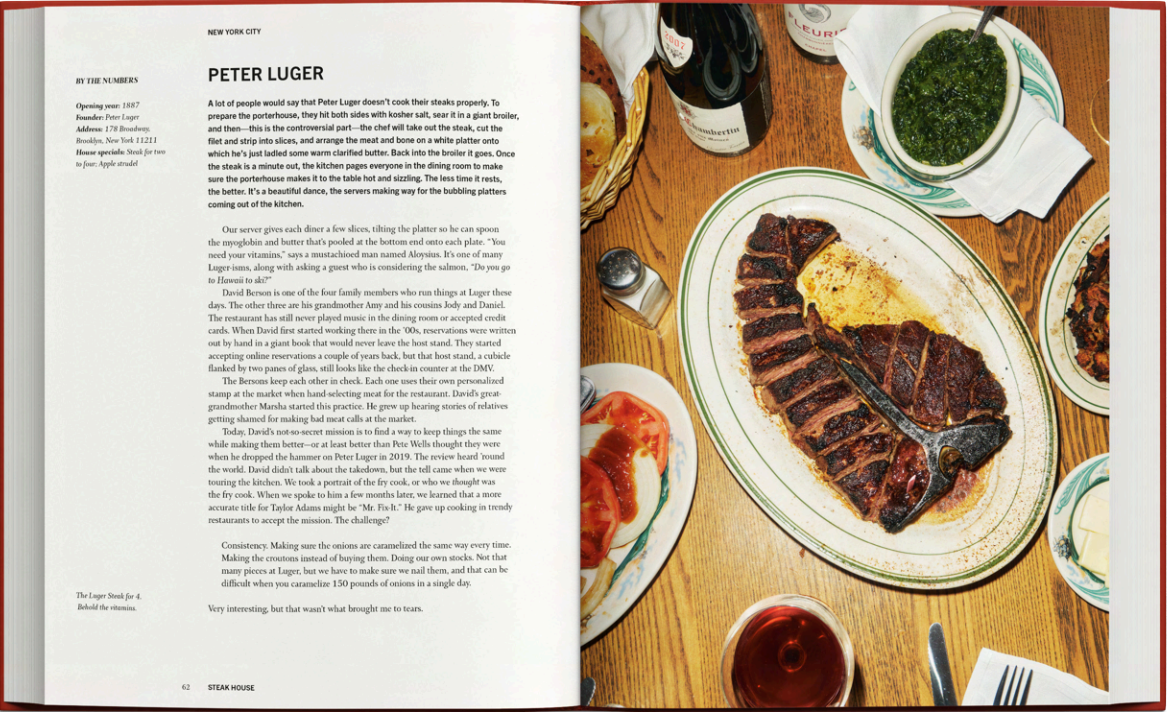 NEW YORK CITY
BY THE NUMBERS
Opening year: 1887
Founder: Peter Luger
Address: 178 Broadway,
Brooklyn, New York 11211
House specials: Steak for two
to four; Apple strudel
PETER LUGER
A lot of people would say that Peter Luger doesn't cook their steaks properly. To
prepare the porterhouse, they hit both sides with kosher salt, sear it in a giant broiler,
and then—this is the controversial part—the chef will take out the steak, cut the
filet and strip into slices, and arrange the meat and bone on a white platter onto
which he's just ladled some warm clarified butter. Back into the broiler it goes. Once
the steak is a minute out, the kitchen pages everyone in the dining room to make
sure the porterhouse makes it to the table hot and sizzling. The less time it rests,
the better. It's a beautiful dance, the servers making way for the bubbling platters
coming out of the kitchen.
Our server gives each diner a few slices, tilting the platter so he can spoon
the myoglobin and butter that's pooled at the bottom end onto each plate. "You
need your vitamins," says a mustachioed man named Aloysius. It's one of many
Luger-isms, along with asking a guest who is considering the salmon, "Do you go
to Hawaii to ski?"
David Berson is one of the four family members who run things at Luger these
days. The other three are his grandmother Amy and his cousins Jody and Daniel.
The restaurant has still never played music in the dining room or accepted credit
cards. When David first started working there in the '00s, reservations were written
out by hand in a giant book that would never leave the host stand. They started
accepting online reservations a couple of years back, but that host stand, a cubicle
flanked by two panes of glass, still looks like the check-in counter at the DMV.
The Bersons keep each other in check. Each one uses their own personalized
stamp at the market when hand-selecting meat for the restaurant. David's great-
grandmother Marsha started this practice. He grew up hearing stories of relatives
getting shamed for making bad meat calls at the market.
Today, David's not-so-secret mission is to find a way to keep things the same
while making them better—or at least better than Pete Wells thought they were
when he dropped the hammer on Peter Luger in 2019. The review heard 'round
the world. David didn't talk about the takedown, but the tell came when we were
touring the kitchen. We took a portrait of the fry cook, or who we thought was
the fry cook. When we spoke to him a few months later, we learned that a more
accurate title for Taylor Adams might be "Mr. Fix-It." He gave up cooking in trendy
restaurants to accept the mission. The challenge?
Consistency. Making sure the onions are caramelized the same way every time.
Making the croutons instead of buying them. Doing our own stocks. Not that
many pieces at Luger, but we have to make sure we nail them, and that can be
difficult when you caramelize 150 pounds of onions in a single day.
Very interesting, but that wasn't what brought me to tears.
The Luger Steak for 4.
Behold the vitamins.
62 STEAK HOUSE
2007
Chambertin
FLEURIE